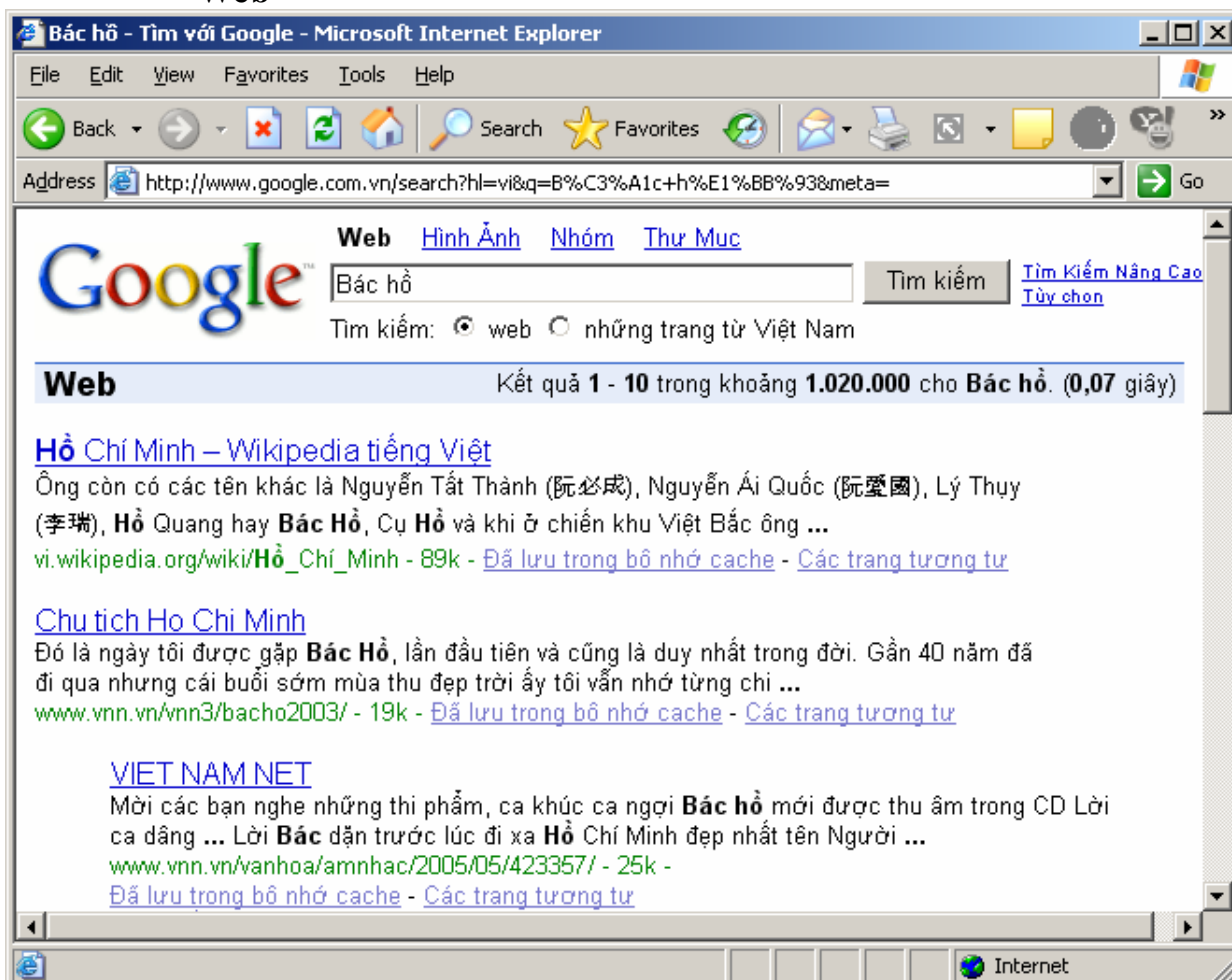 Web
Bác hồ - Tìm với Google - Microsoft Internet Explorer
File Edit View Favorites Tools Help
Back Search Favorites »
Address http://www.google.com.vn/search?hl=vi&q=B%C3%A1c+h%E1%BB%93&meta= Go
Web Hình Ảnh Nhóm Thư Mục
Google™ Bác hồ Tìm kiếm Tìm Kiếm Nâng Cao
Tùy chọn
Tìm kiếm: web những trang từ Việt Nam
Web Kết quả 1 - 10 trong khoảng 1.020.000 cho Bác hồ. (0,07 giây)
Hồ Chí Minh – Wikipedia tiếng Việt
Ông còn có các tên khác là Nguyễn Tất Thành (阮必成), Nguyễn Ái Quốc (阮愛國), Lý Thụy
(李瑞), Hồ Quang hay Bác Hồ, Cụ Hồ và khi ở chiến khu Việt Bắc ông ...
vi.wikipedia.org/wiki/Hồ_Chí_Minh - 89k - Đã lưu trong bộ nhớ cache - Các trang tương tự
Chu tich Ho Chi Minh
Đó là ngày tôi được gặp Bác Hồ, lần đầu tiên và cũng là duy nhất trong đời. Gần 40 năm đã
đi qua nhưng cái buổi sớm mùa thu đẹp trời ấy tôi vẫn nhớ từng chi ...
www.vnn.vn/vnn3/bacho2003/ - 19k - Đã lưu trong bộ nhớ cache - Các trang tương tự
VIET NAM NET
Mời các bạn nghe những thi phẩm, ca khúc ca ngợi Bác hồ mới được thu âm trong CD Lời
ca dâng ... Lời Bác dặn trước lúc đi xa Hồ Chí Minh đẹp nhất tên Người ...
www.vnn.vn/vanhoa/amnhac/2005/05/423357/ - 25k -
Đã lưu trong bộ nhớ cache - Các trang tương tự
Internet